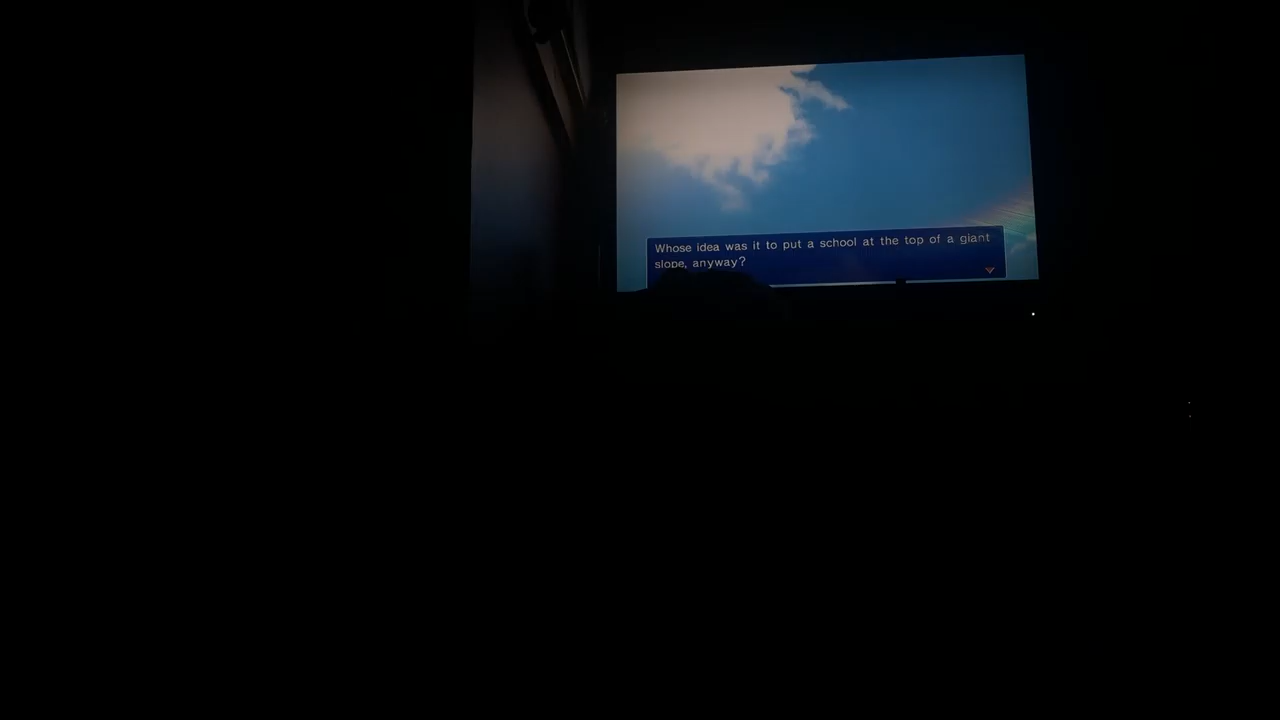 Whose idea was it to put a school at the top of a giant
slope, anyway?